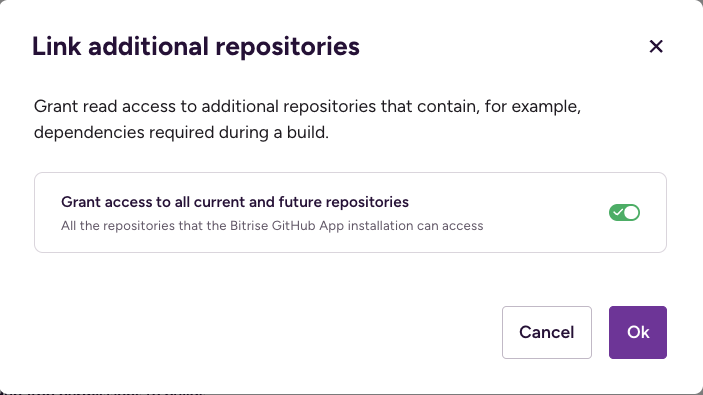 Link additional repositories
Grant read access to additional repositories that contain, for example,
dependencies required during a build.
Grant access to all current and future repositories
All the repositories that the Bitrise GitHub App installation can access
Cancel
Ok